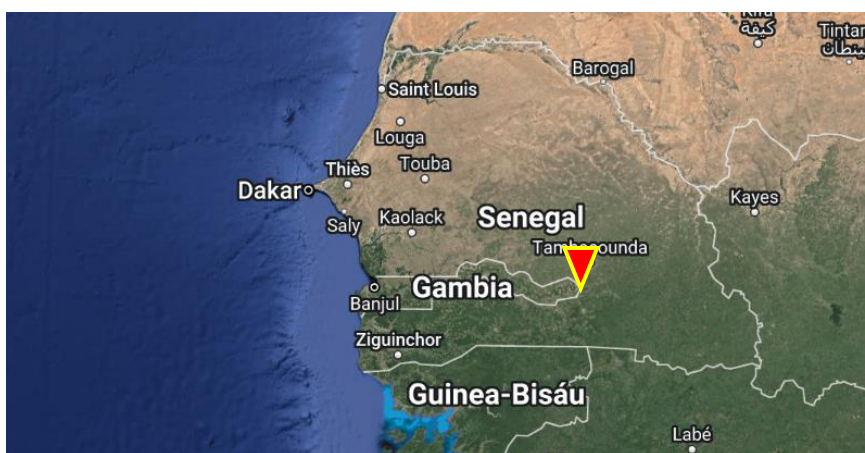 كيفة
Tintan
Barogal
Saint Louis
Louga
Thiès
Touba
Dakar
Kayes
Saly
Kaolack
Senegal
Tambacounda
Gambia
Banjul
Ziguinchor
Guinea-Bisáu
Labé